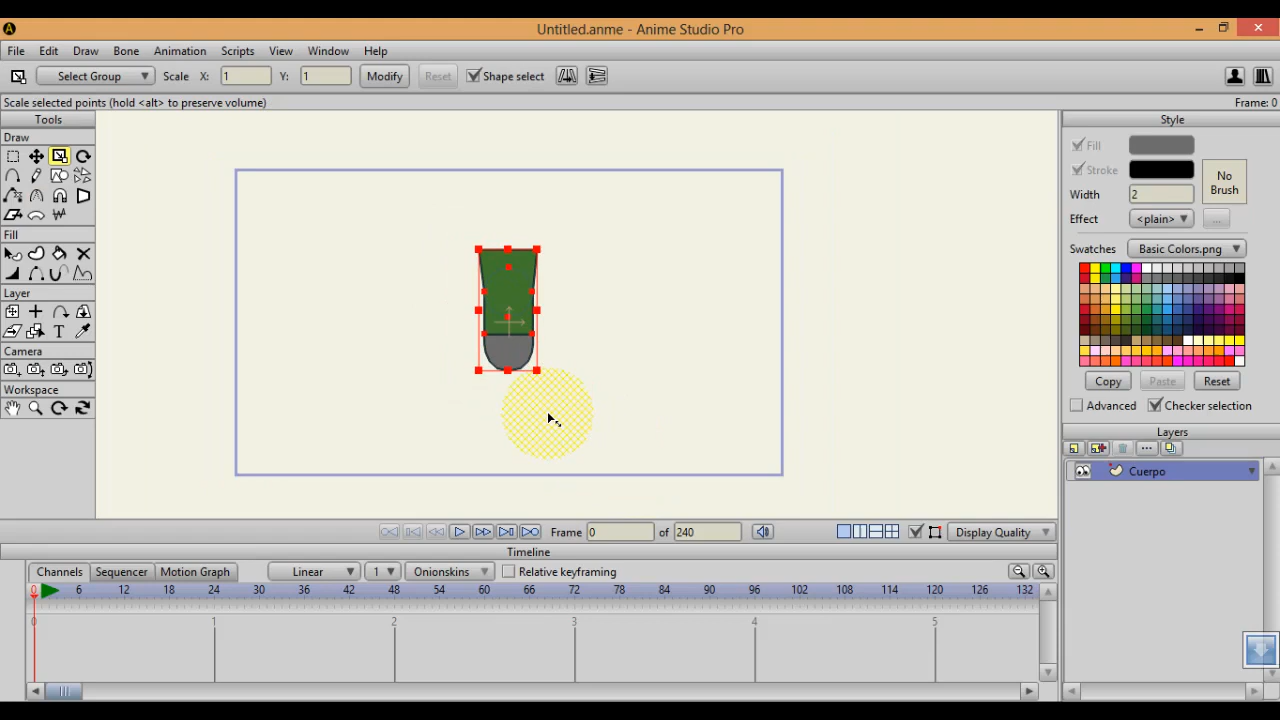 Untitled.anme - Anime Studio Pro
File Edit Draw Bone Animation Scripts View Window Help
Select Group Scale X: 1 Y: 1 Modify Reset Shape select
Scale selected points (hold <alt> to preserve volume) Frame: 0
Tools
Draw
Fill
Layer
Camera
Workspace
Style
Fill
Stroke
No
Brush
Width 2
Effect <plain> ...
Swatches Basic Colors.png
Copy Paste Reset
Advanced Checker selection
Layers
Cuerpo
Frame 0 of 240 Display Quality
Timeline
Channels Sequencer Motion Graph Linear 1 Onionskins Relative keyframing
0 6 12 18 24 30 36 42 48 54 60 66 72 78 84 90 96 102 108 114 120 126 132
0 1 2 3 4 5